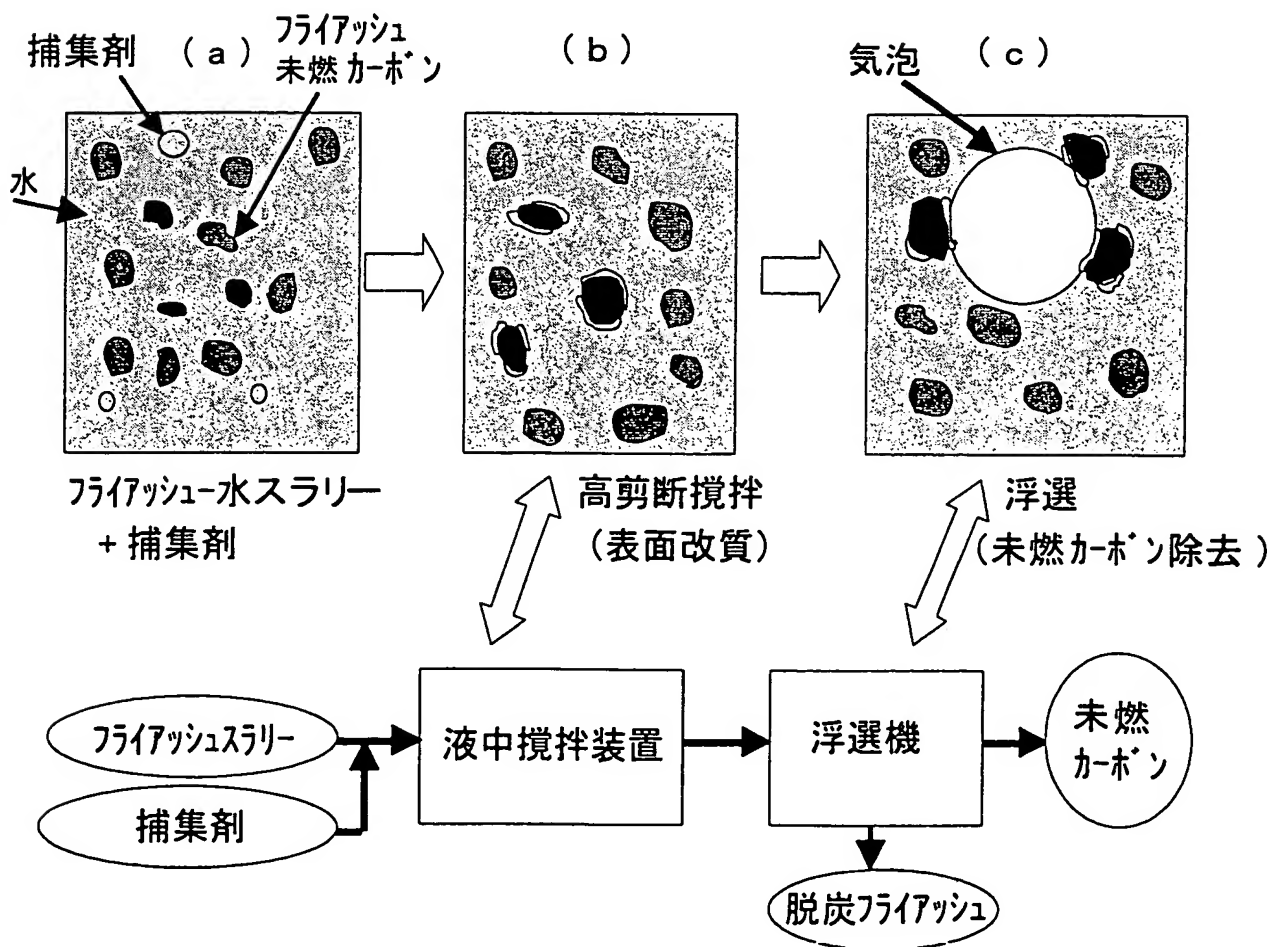 捕集剤
(a)
フライアッシュ
未燃カーボン
(b)
気泡
(c)
水
フライアッシュー水スラリー
+捕集剤
高剪断撹拌
(表面改質)
浮選
(未燃カーボン除去)
フライアッシュスラリー
捕集剤
液中撹拌装置
浮選機
未燃
カーボン
脱炭フライアッシュ